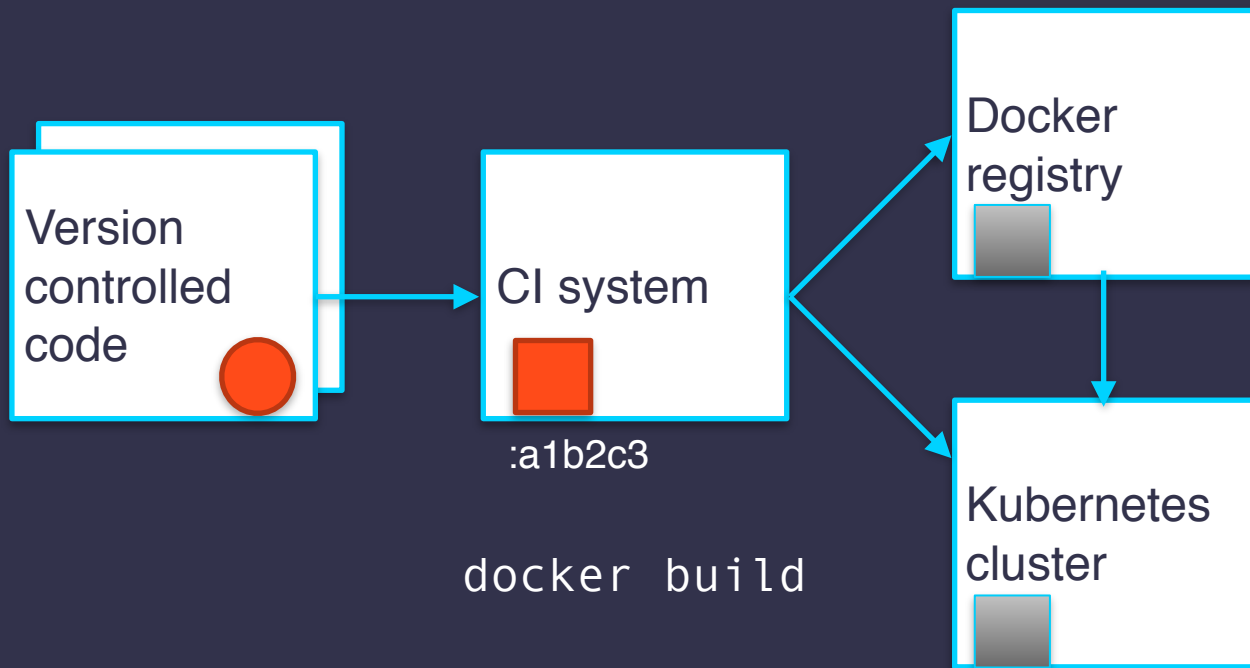 Version
controlled
code
CI system
:a1b2c3
docker build
Docker
registry
Kubernetes
cluster